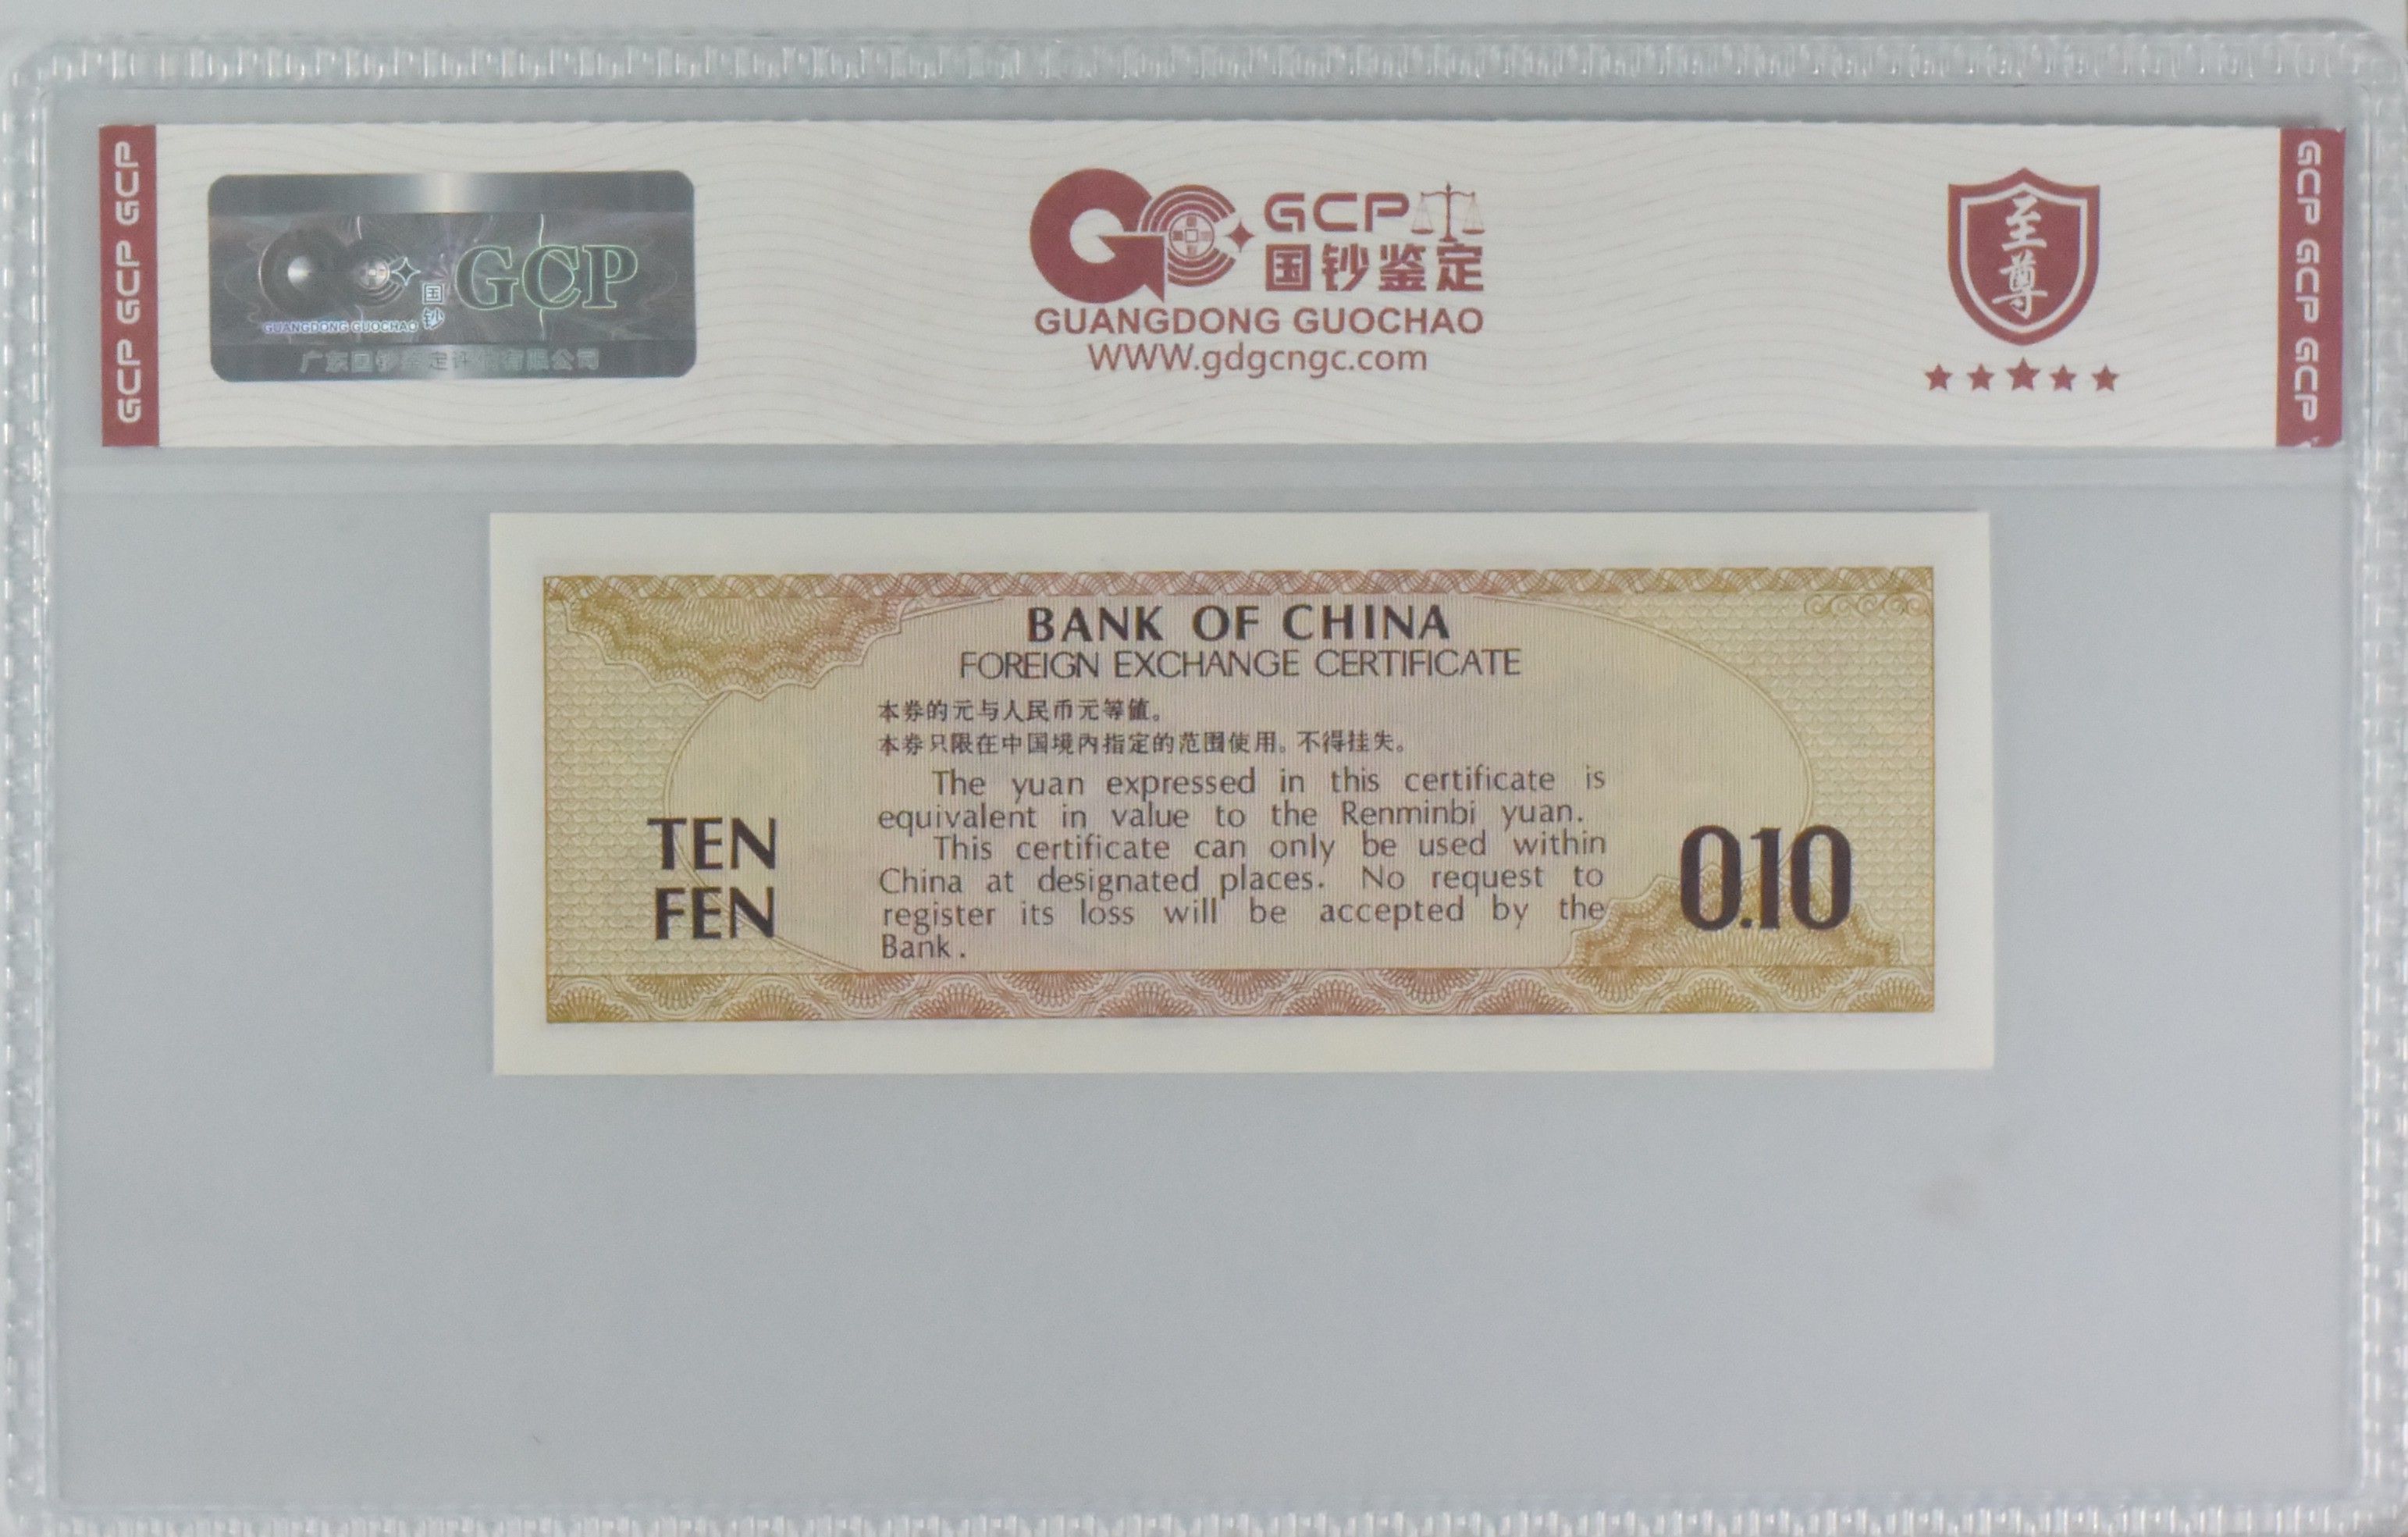 GCP GCP GCP
GCP
国钞
GUANGDONG GUOCHAO
广东国钞鉴定评估有限公司
GCP
国钞鉴定
GUANGDONG GUOCHAO
WWW.gdgcngc.com
至尊
GCP GCP GCP
BANK OF CHINA
FOREIGN EXCHANGE CERTIFICATE
本券的元与人民币元等值。
本券只限在中国境内指定的范围使用。不得挂失。
The yuan expressed in this certificate is
equivalent in value to the Renminbi yuan.
This certificate can only be used within
China at designated places. No request to
register its loss will be accepted by the
Bank.
TEN
FEN
0.10